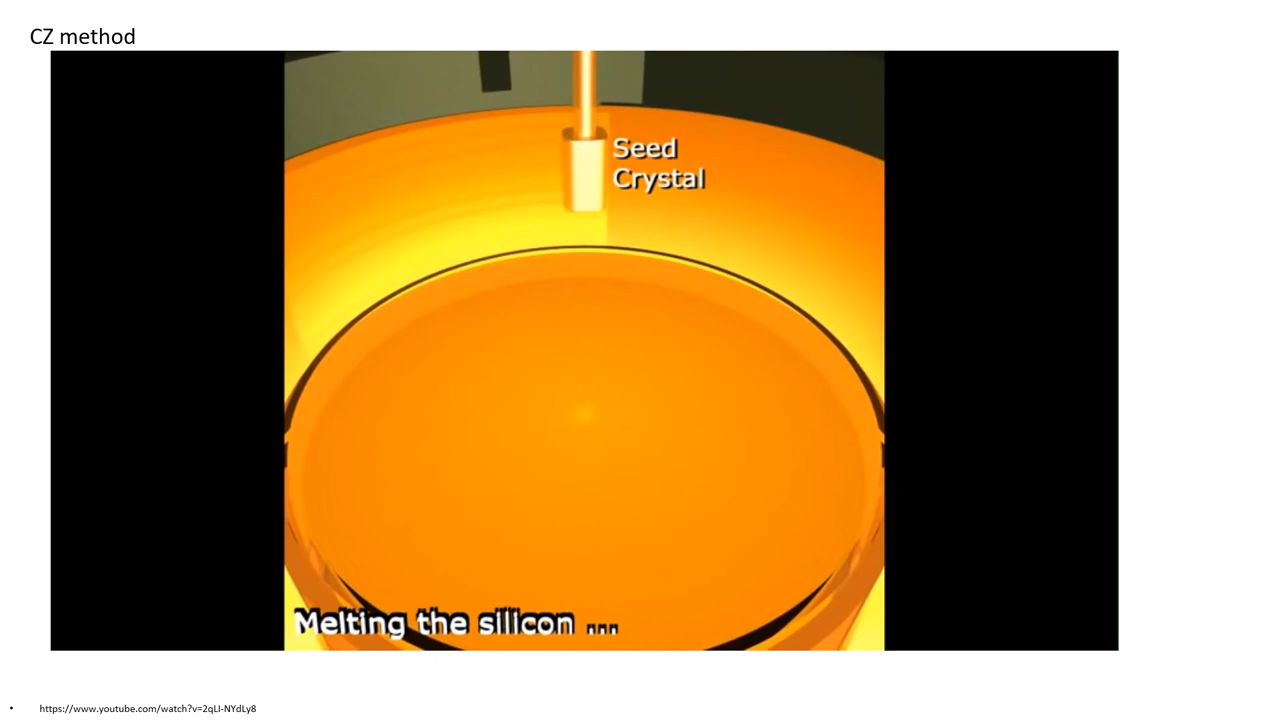 CZ method
Seed
Crystal
Melting the silicon ...
• https://www.youtube.com/watch?v=2qLI-NYdLy8